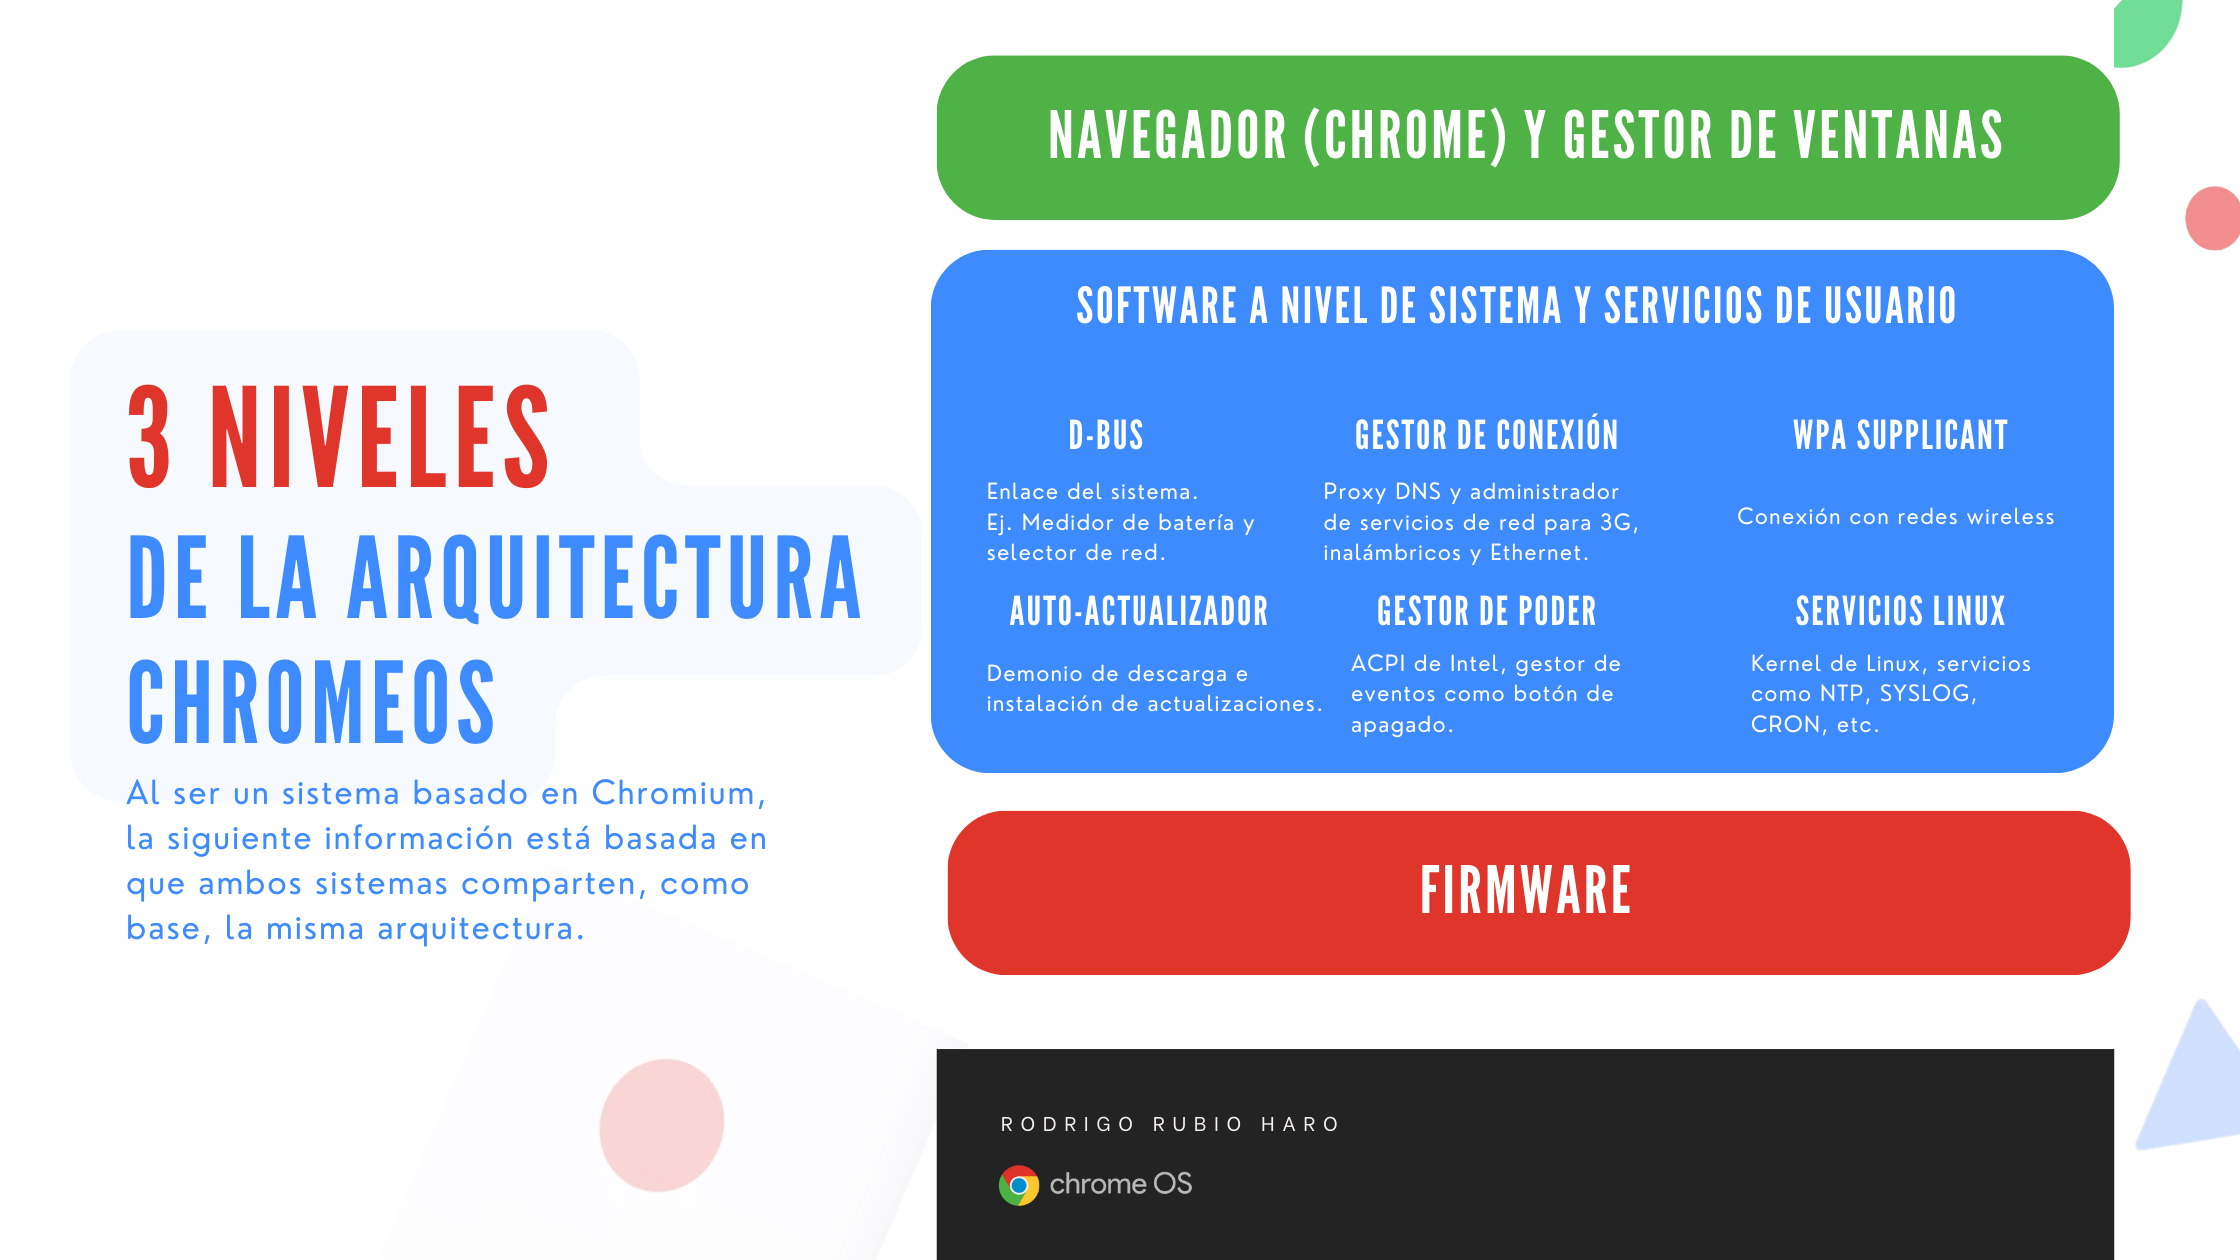 3 NIVELES
DE LA ARQUITECTURA
CHROMEOS
Al ser un sistema basado en Chromium,
la siguiente información está basada en
que ambos sistemas comparten, como
base, la misma arquitectura.
NAVEGADOR (CHROME) Y GESTOR DE VENTANAS
SOFTWARE A NIVEL DE SISTEMA Y SERVICIOS DE USUARIO
D-BUS
Enlace del sistema.
Ej. Medidor de batería y
selector de red.
GESTOR DE CONEXIÓN
Proxy DNS y administrador
de servicios de red para 3G,
inalámbricos y Ethernet.
WPA SUPPLICANT
Conexión con redes wireless
AUTO-ACTUALIZADOR
Demonio de descarga e
instalación de actualizaciones.
GESTOR DE PODER
ACPI de Intel, gestor de
eventos como botón de
apagado.
SERVICIOS LINUX
Kernel de Linux, servicios
como NTP, SYSLOG,
CRON, etc.
FIRMWARE
RODRIGO RUBIO HARO
chrome OS